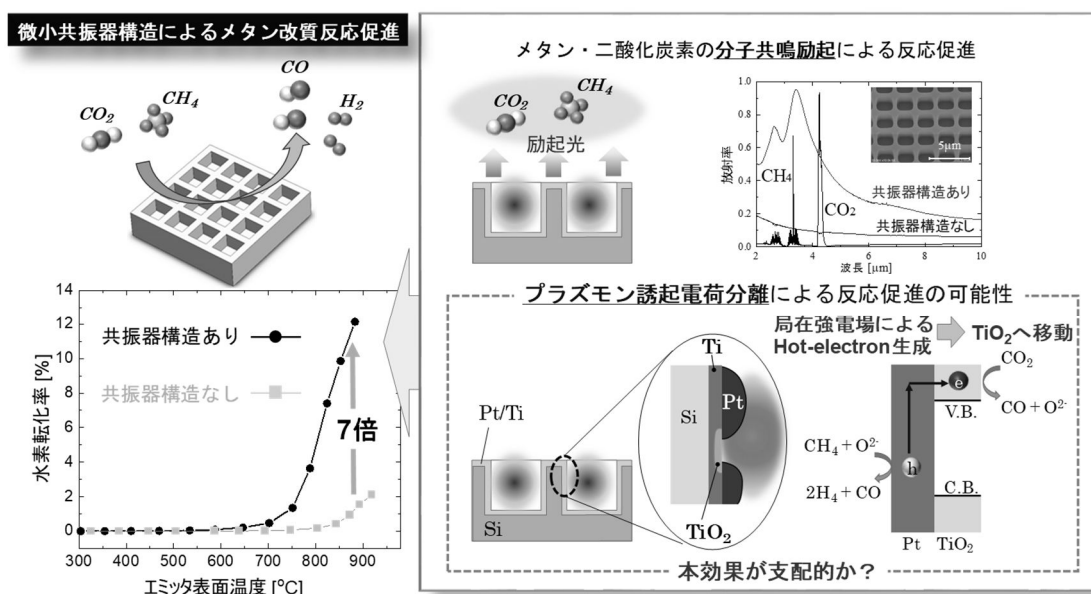 微小共振器構造によるメタン改質反応促進
CO
CO2
CH4
H2
共振器構造あり
共振器構造なし
7倍
水素転化率 [%]
12
10
8
6
4
2
0
300 400 500 600 700 800 900
エミッタ表面温度 [°C]
メタン・二酸化炭素の分子共鳴励起による反応促進
CO2
CH4
励起光
放射率
1.0
0.8
0.6
0.4
0.2
0.0
2 4 6 8 10
波長 [μm]
5μm
CH4
CO2
共振器構造あり
共振器構造なし
プラズモン誘起電荷分離による反応促進の可能性
局在強電場による
Hot-electron 生成
TiO2へ移動
Pt/Ti
Si
Ti
Si
Pt
TiO2
e
CO2
CO + O2-
V.B.
CH4 + O2-
h
2H4 + CO
C.B.
Pt
TiO2
本効果が支配的か？